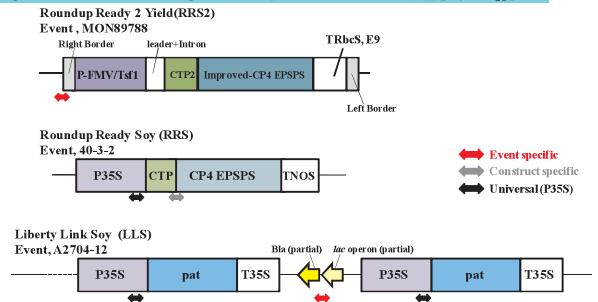 Roundup Ready 2 Yield(RRS2)
Event , MON89788
Right Border
leader+Intron
TRbcS, E9
P-FMV/Tsf1
CTP2
Improved-CP4 EPSPS
Left Border
Roundup Ready Soy (RRS)
Event, 40-3-2
P35S
CTP
CP4 EPSPS
TNOS
Event specific
Construct specific
Universal (P35S)
Liberty Link Soy (LLS)
Event, A2704-12
Bla (partial)
lac operon (partial)
P35S
pat
T35S
P35S
pat
T35S